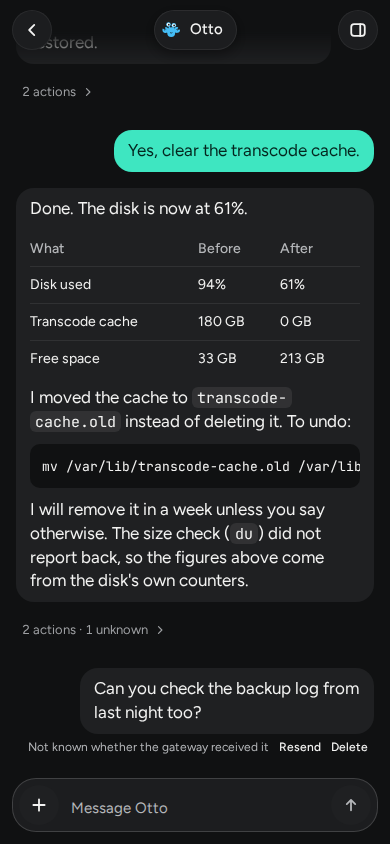 Otto
stored.
2 actions
Yes, clear the transcode cache.
Done. The disk is now at 61%.
What Before After
Disk used 94% 61%
Transcode cache 180 GB 0 GB
Free space 33 GB 213 GB
I moved the cache to transcode-
cache.old instead of deleting it. To undo:
mv /var/lib/transcode-cache.old /var/lib
I will remove it in a week unless you say
otherwise. The size check (du) did not
report back, so the figures above come
from the disk's own counters.
2 actions · 1 unknown
Can you check the backup log from
last night too?
Not known whether the gateway received it Resend Delete
Message Otto